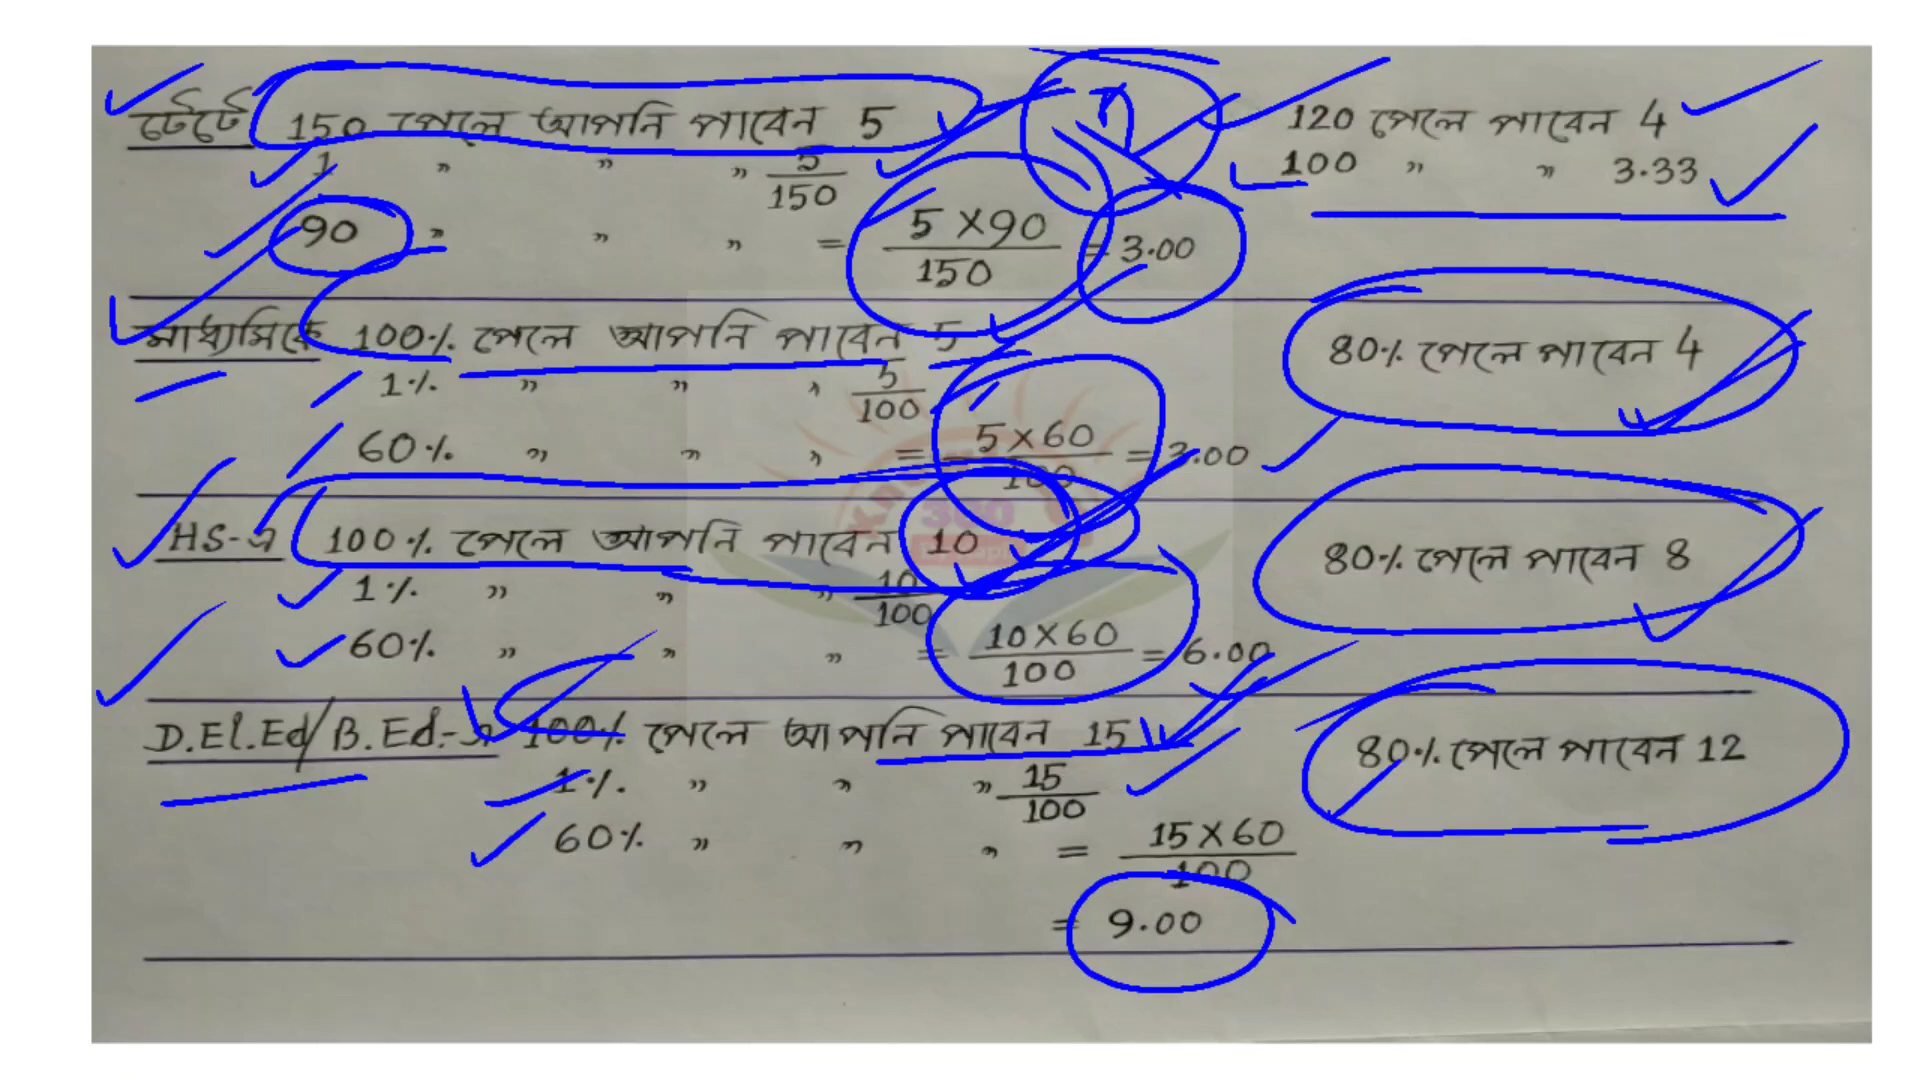 টেটে 150 পেলে আপনি পাবেন 5
1 " " " 5/150
90 " " " = 5 X 90/150 = 3.00
120 পেলে পাবেন 4
100 " " 3.33
মাধ্যমিকে 100% পেলে আপনি পাবেন 5
1% " " " 5/100
60% " " " = 5 x 60/100 = 3.00
80% পেলে পাবেন 4
HS-এ 100% পেলে আপনি পাবেন 10
1% " " " 10/100
60% " " " = 10 X 60/100 = 6.00
80% পেলে পাবেন 8
D.El.Ed/B.Ed.-এ 100% পেলে আপনি পাবেন 15
1% " " " 15/100
60% " " " = 15 X 60/100
= 9.00
80% পেলে পাবেন 12
360